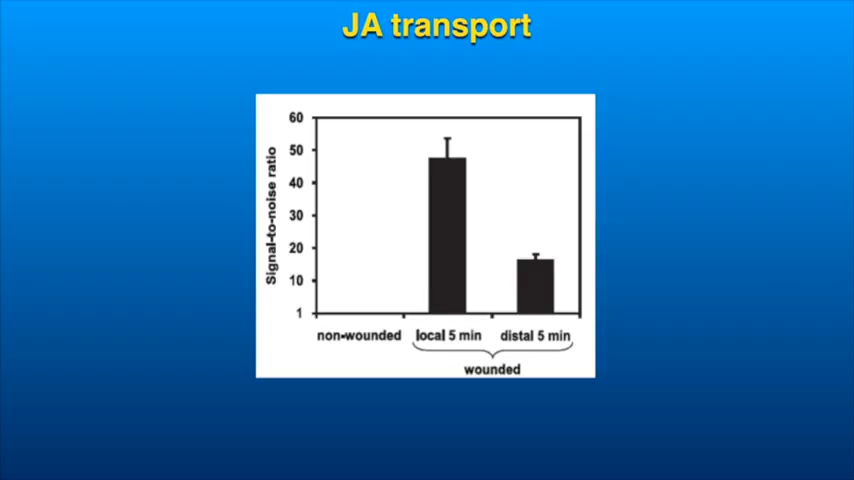 JA transport
60
50
40
30
20
10
1
Signal-to-noise ratio
non-wounded local 5 min distal 5 min
wounded